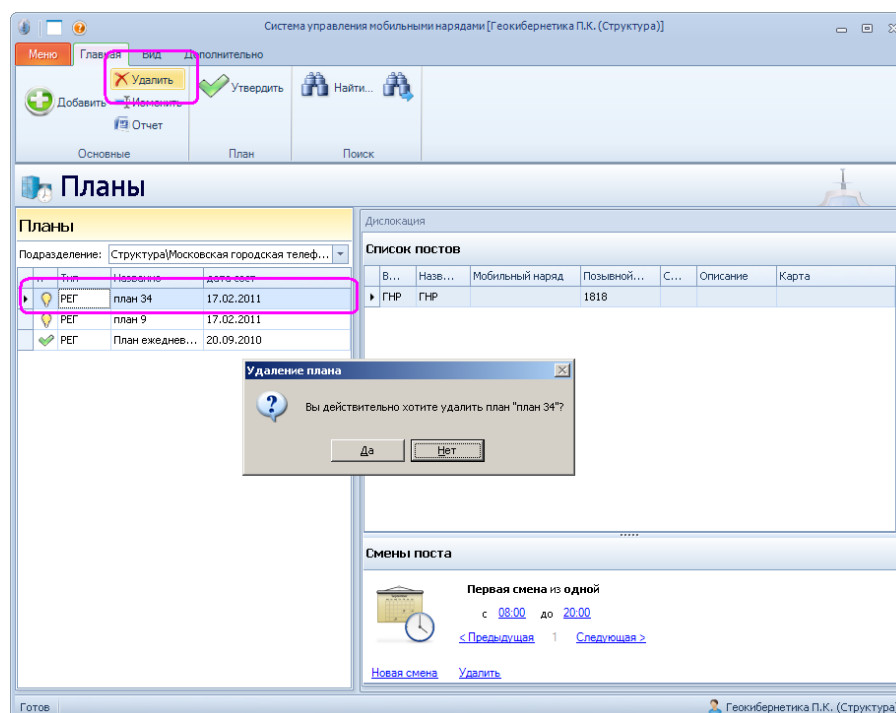 Система управления мобильными нарядами [Геокибернетика П.К. (Структура)]
Меню Главная Вид Дополнительно
Добавить
Удалить
Изменить
Отчет
Утвердить
Найти...
Основные План Поиск
Планы
Планы
Подразделение: Структура\Московская городская телеф...
Тип Название дата сост
РЕГ план 34 17.02.2011
РЕГ план 9 17.02.2011
РЕГ План ежеднев... 20.09.2010
Дислокация
Список постов
В... Назв... Мобильный наряд Позывной... С... Описание Карта
ГНР ГНР 1818
Удаление плана
Вы действительно хотите удалить план "план 34"?
Да Нет
Смены поста
Первая смена из одной
с 08:00 до 20:00
< Предыдущая 1 Следующая >
Новая смена Удалить
Готов Геокибернетика П.К. (Структура)